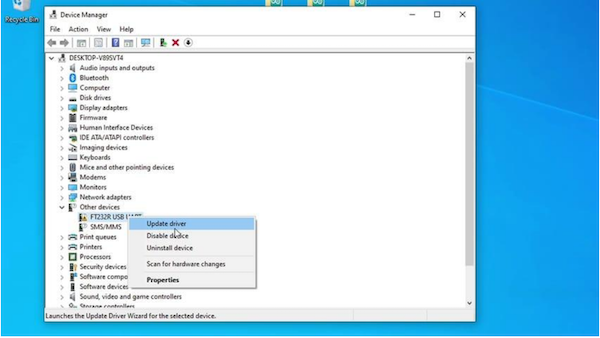 Recycle Bin
Device Manager
File Action View Help
DESKTOP-V89SVT4
Audio inputs and outputs
Bluetooth
Computer
Disk drives
Display adapters
Firmware
Human Interface Devices
IDE ATA/ATAPI controllers
Imaging devices
Keyboards
Mice and other pointing devices
Modems
Monitors
Network adapters
Other devices
FT232R USB UART
SMS/MMS
Print queues
Printers
Processors
Security devices
Software
Software devices
Sound, video and game controllers
Storage controllers
Update driver
Disable device
Uninstall device
Scan for hardware changes
Properties
Launches the Update Driver Wizard for the selected device.